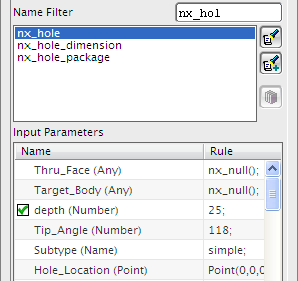 Name Filter nx_hol
nx_hole
nx_hole_dimension
nx_hole_package
Input Parameters
Name Rule
Thru_Face (Any) nx_null();
Target_Body (Any) nx_null();
depth (Number) 25;
Tip_Angle (Number) 118;
Subtype (Name) simple;
Hole_Location (Point) Point(0,0,0